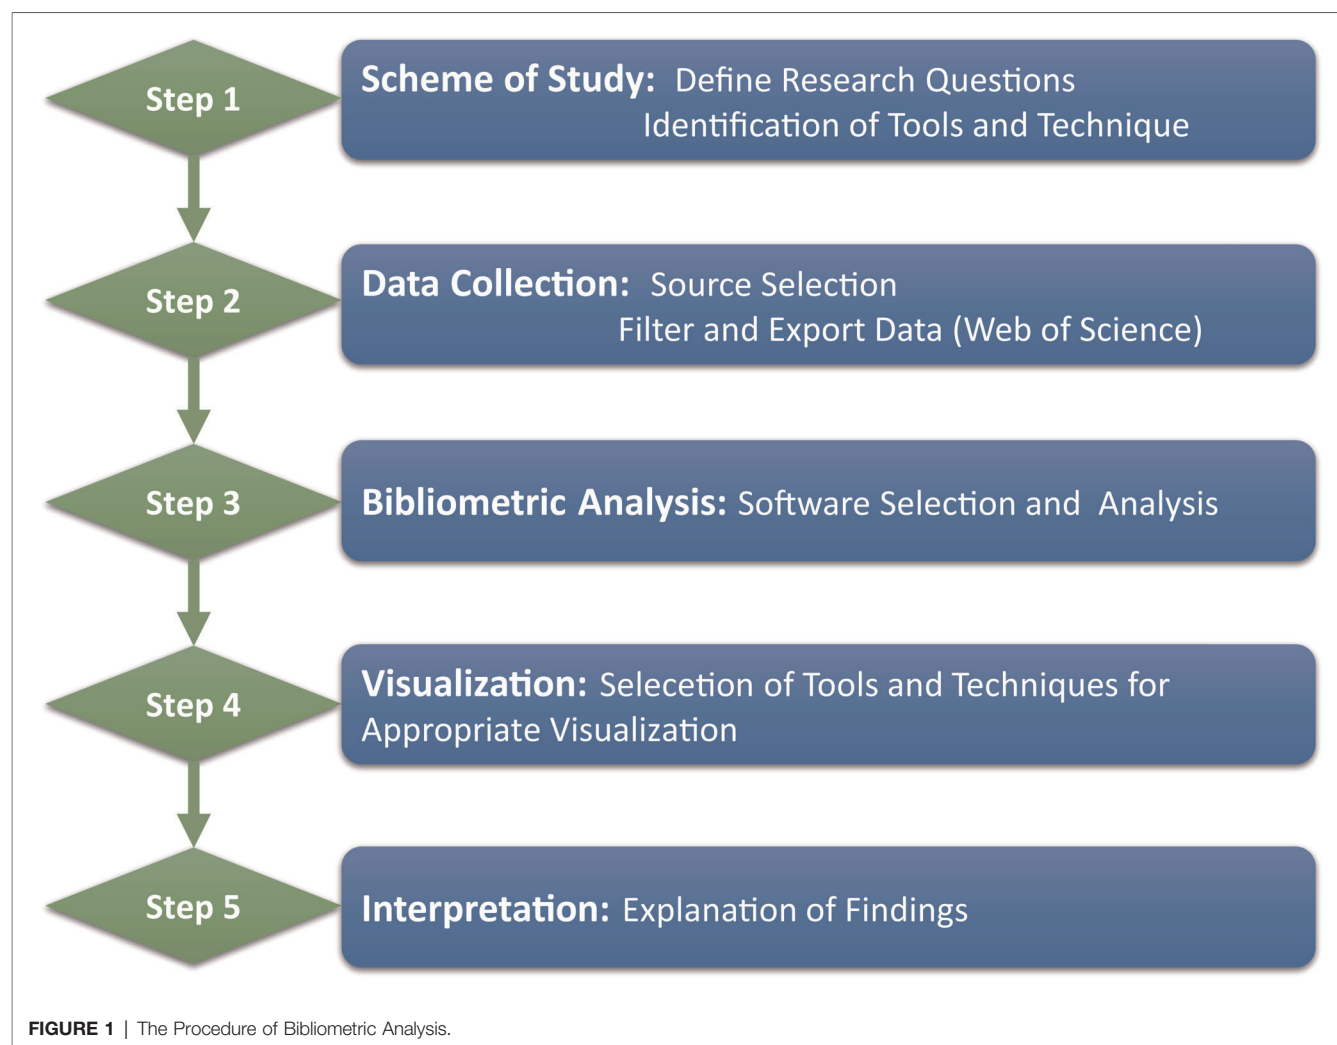 Step 1
Scheme of Study: Define Research Questions
Identification of Tools and Technique
Step 2
Data Collection: Source Selection
Filter and Export Data (Web of Science)
Step 3
Bibliometric Analysis: Software Selection and Analysis
Step 4
Visualization: Selecetion of Tools and Techniques for
Appropriate Visualization
Step 5
Interpretation: Explanation of Findings
FIGURE 1 | The Procedure of Bibliometric Analysis.